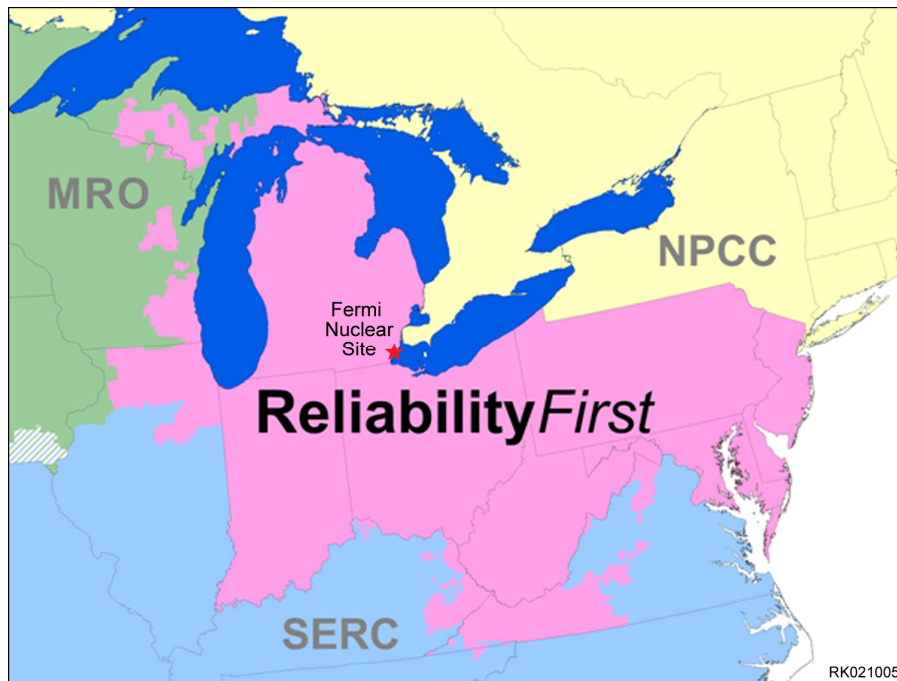 MRO
NPCC
Fermi
Nuclear
Site
ReliabilityFirst
SERC
RK021005